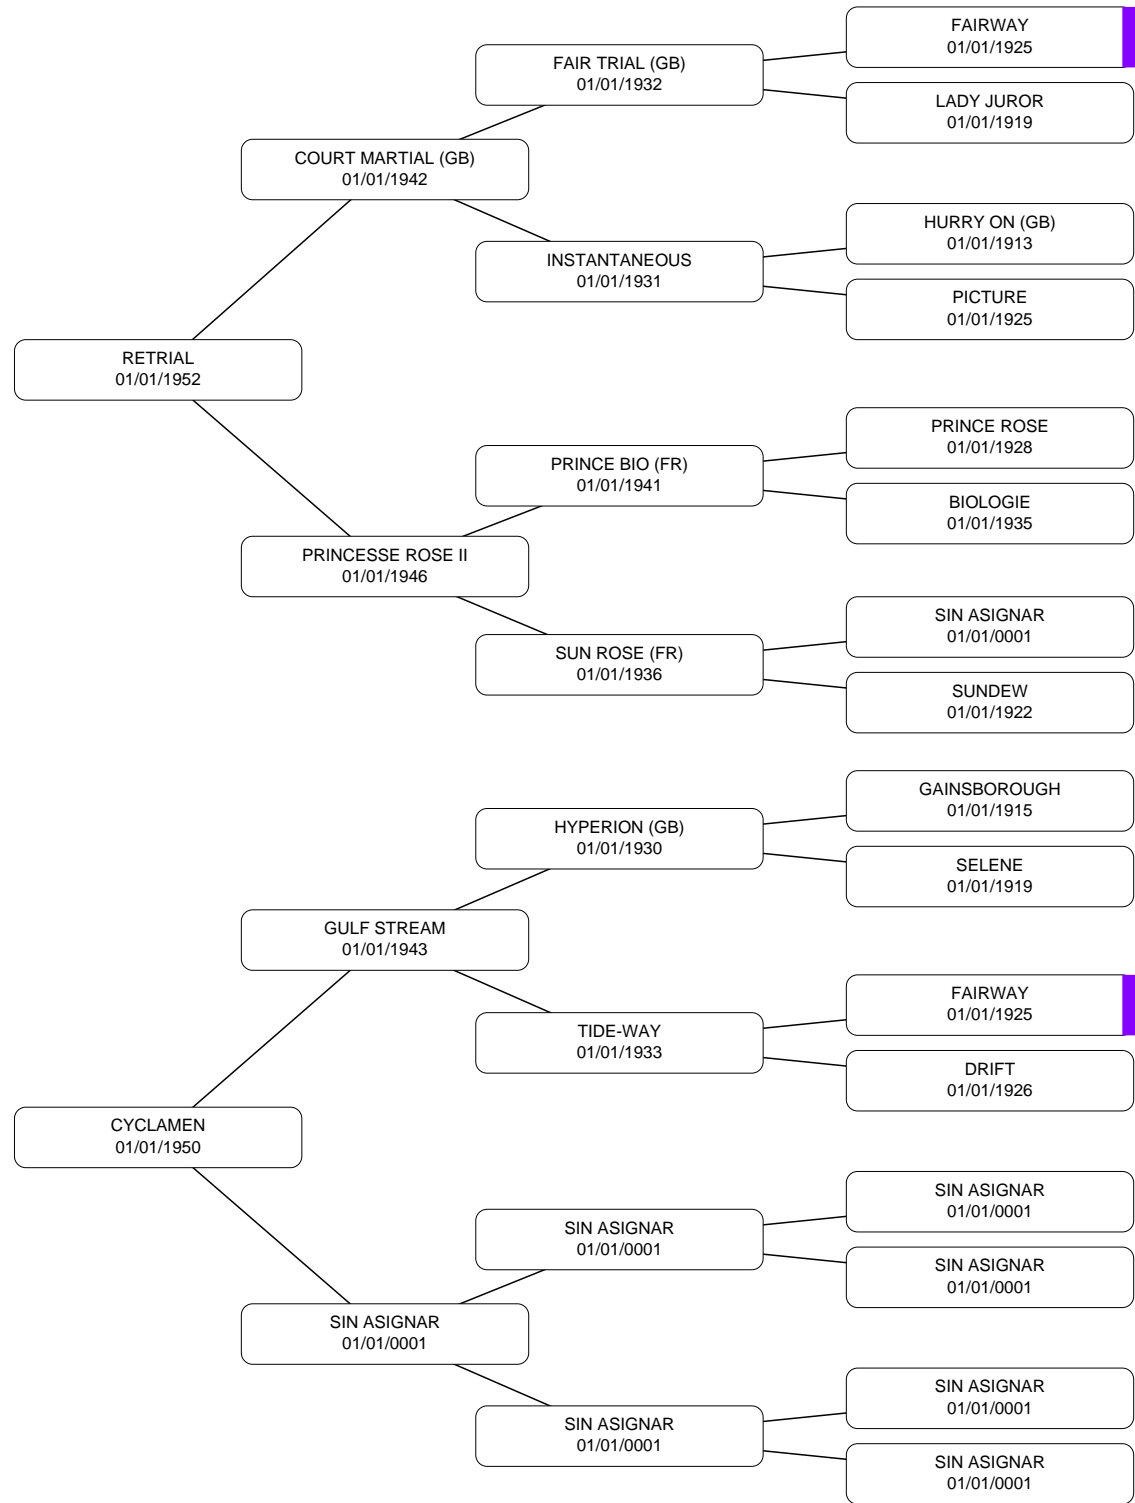 FAIRWAY
01/01/1925
FAIR TRIAL (GB)
01/01/1932
LADY JUROR
01/01/1919
COURT MARTIAL (GB)
01/01/1942
HURRY ON (GB)
01/01/1913
INSTANTANEOUS
01/01/1931
PICTURE
01/01/1925
RETRIAL
01/01/1952
PRINCE ROSE
01/01/1928
PRINCE BIO (FR)
01/01/1941
BIOLOGIE
01/01/1935
PRINCESSE ROSE II
01/01/1946
SIN ASIGNAR
01/01/0001
SUN ROSE (FR)
01/01/1936
SUNDEW
01/01/1922
GAINSBOROUGH
01/01/1915
HYPERION (GB)
01/01/1930
SELENE
01/01/1919
GULF STREAM
01/01/1943
FAIRWAY
01/01/1925
TIDE-WAY
01/01/1933
DRIFT
01/01/1926
CYCLAMEN
01/01/1950
SIN ASIGNAR
01/01/0001
SIN ASIGNAR
01/01/0001
SIN ASIGNAR
01/01/0001
SIN ASIGNAR
01/01/0001
SIN ASIGNAR
01/01/0001
SIN ASIGNAR
01/01/0001
SIN ASIGNAR
01/01/0001